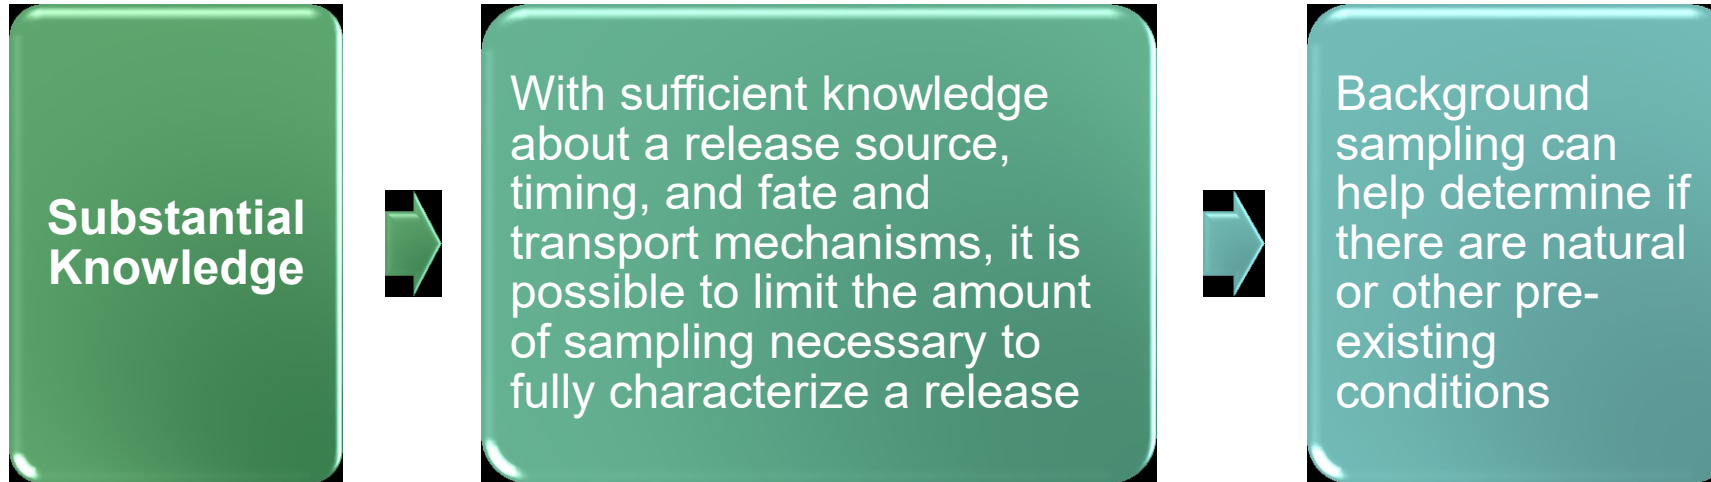 Substantial
Knowledge
With sufficient knowledge
about a release source,
timing, and fate and
transport mechanisms, it is
possible to limit the amount
of sampling necessary to
fully characterize a release
Background
sampling can
help determine if
there are natural
or other pre-
existing
conditions